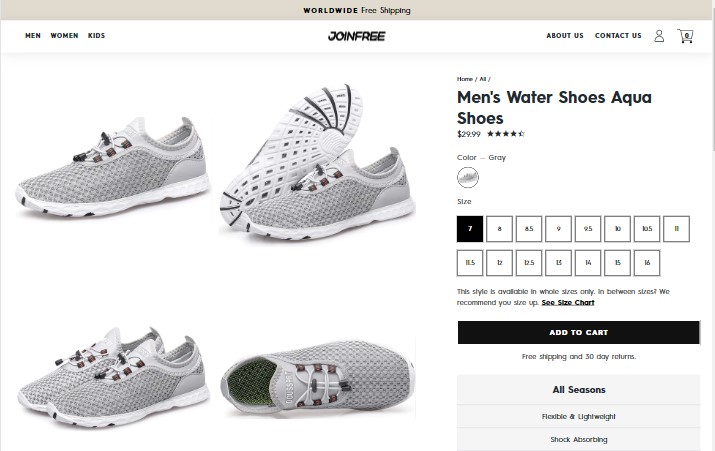 WORLDWIDE Free Shipping
MEN WOMEN KIDS JOINFREE ABOUT US CONTACT US 0
Home / All /
Men's Water Shoes Aqua
Shoes
$29.99
Color — Gray
Size
7 8 8.5 9 9.5 10 10.5 11
11.5 12 12.5 13 14 15 16
This style is available in whole sizes only. In between sizes? We
recommend you size up. See Size Chart
ADD TO CART
Free shipping and 30 day returns.
All Seasons
Flexible & Lightweight
Shock Absorbing